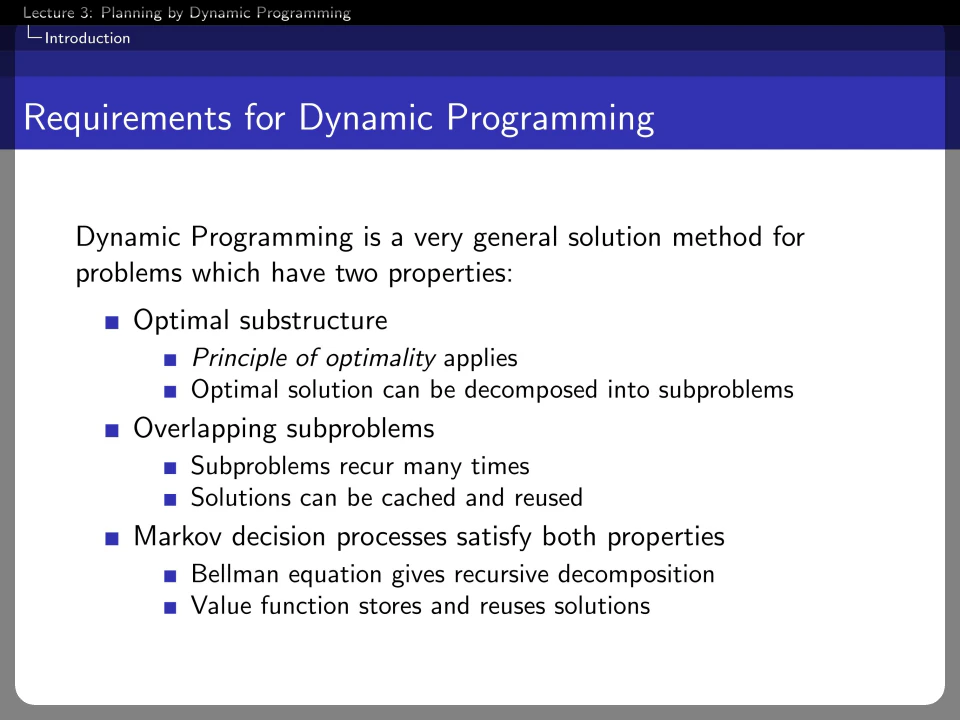 Lecture 3: Planning by Dynamic Programming
Introduction
Requirements for Dynamic Programming
Dynamic Programming is a very general solution method for
problems which have two properties:
Optimal substructure
Principle of optimality applies
Optimal solution can be decomposed into subproblems
Overlapping subproblems
Subproblems recur many times
Solutions can be cached and reused
Markov decision processes satisfy both properties
Bellman equation gives recursive decomposition
Value function stores and reuses solutions